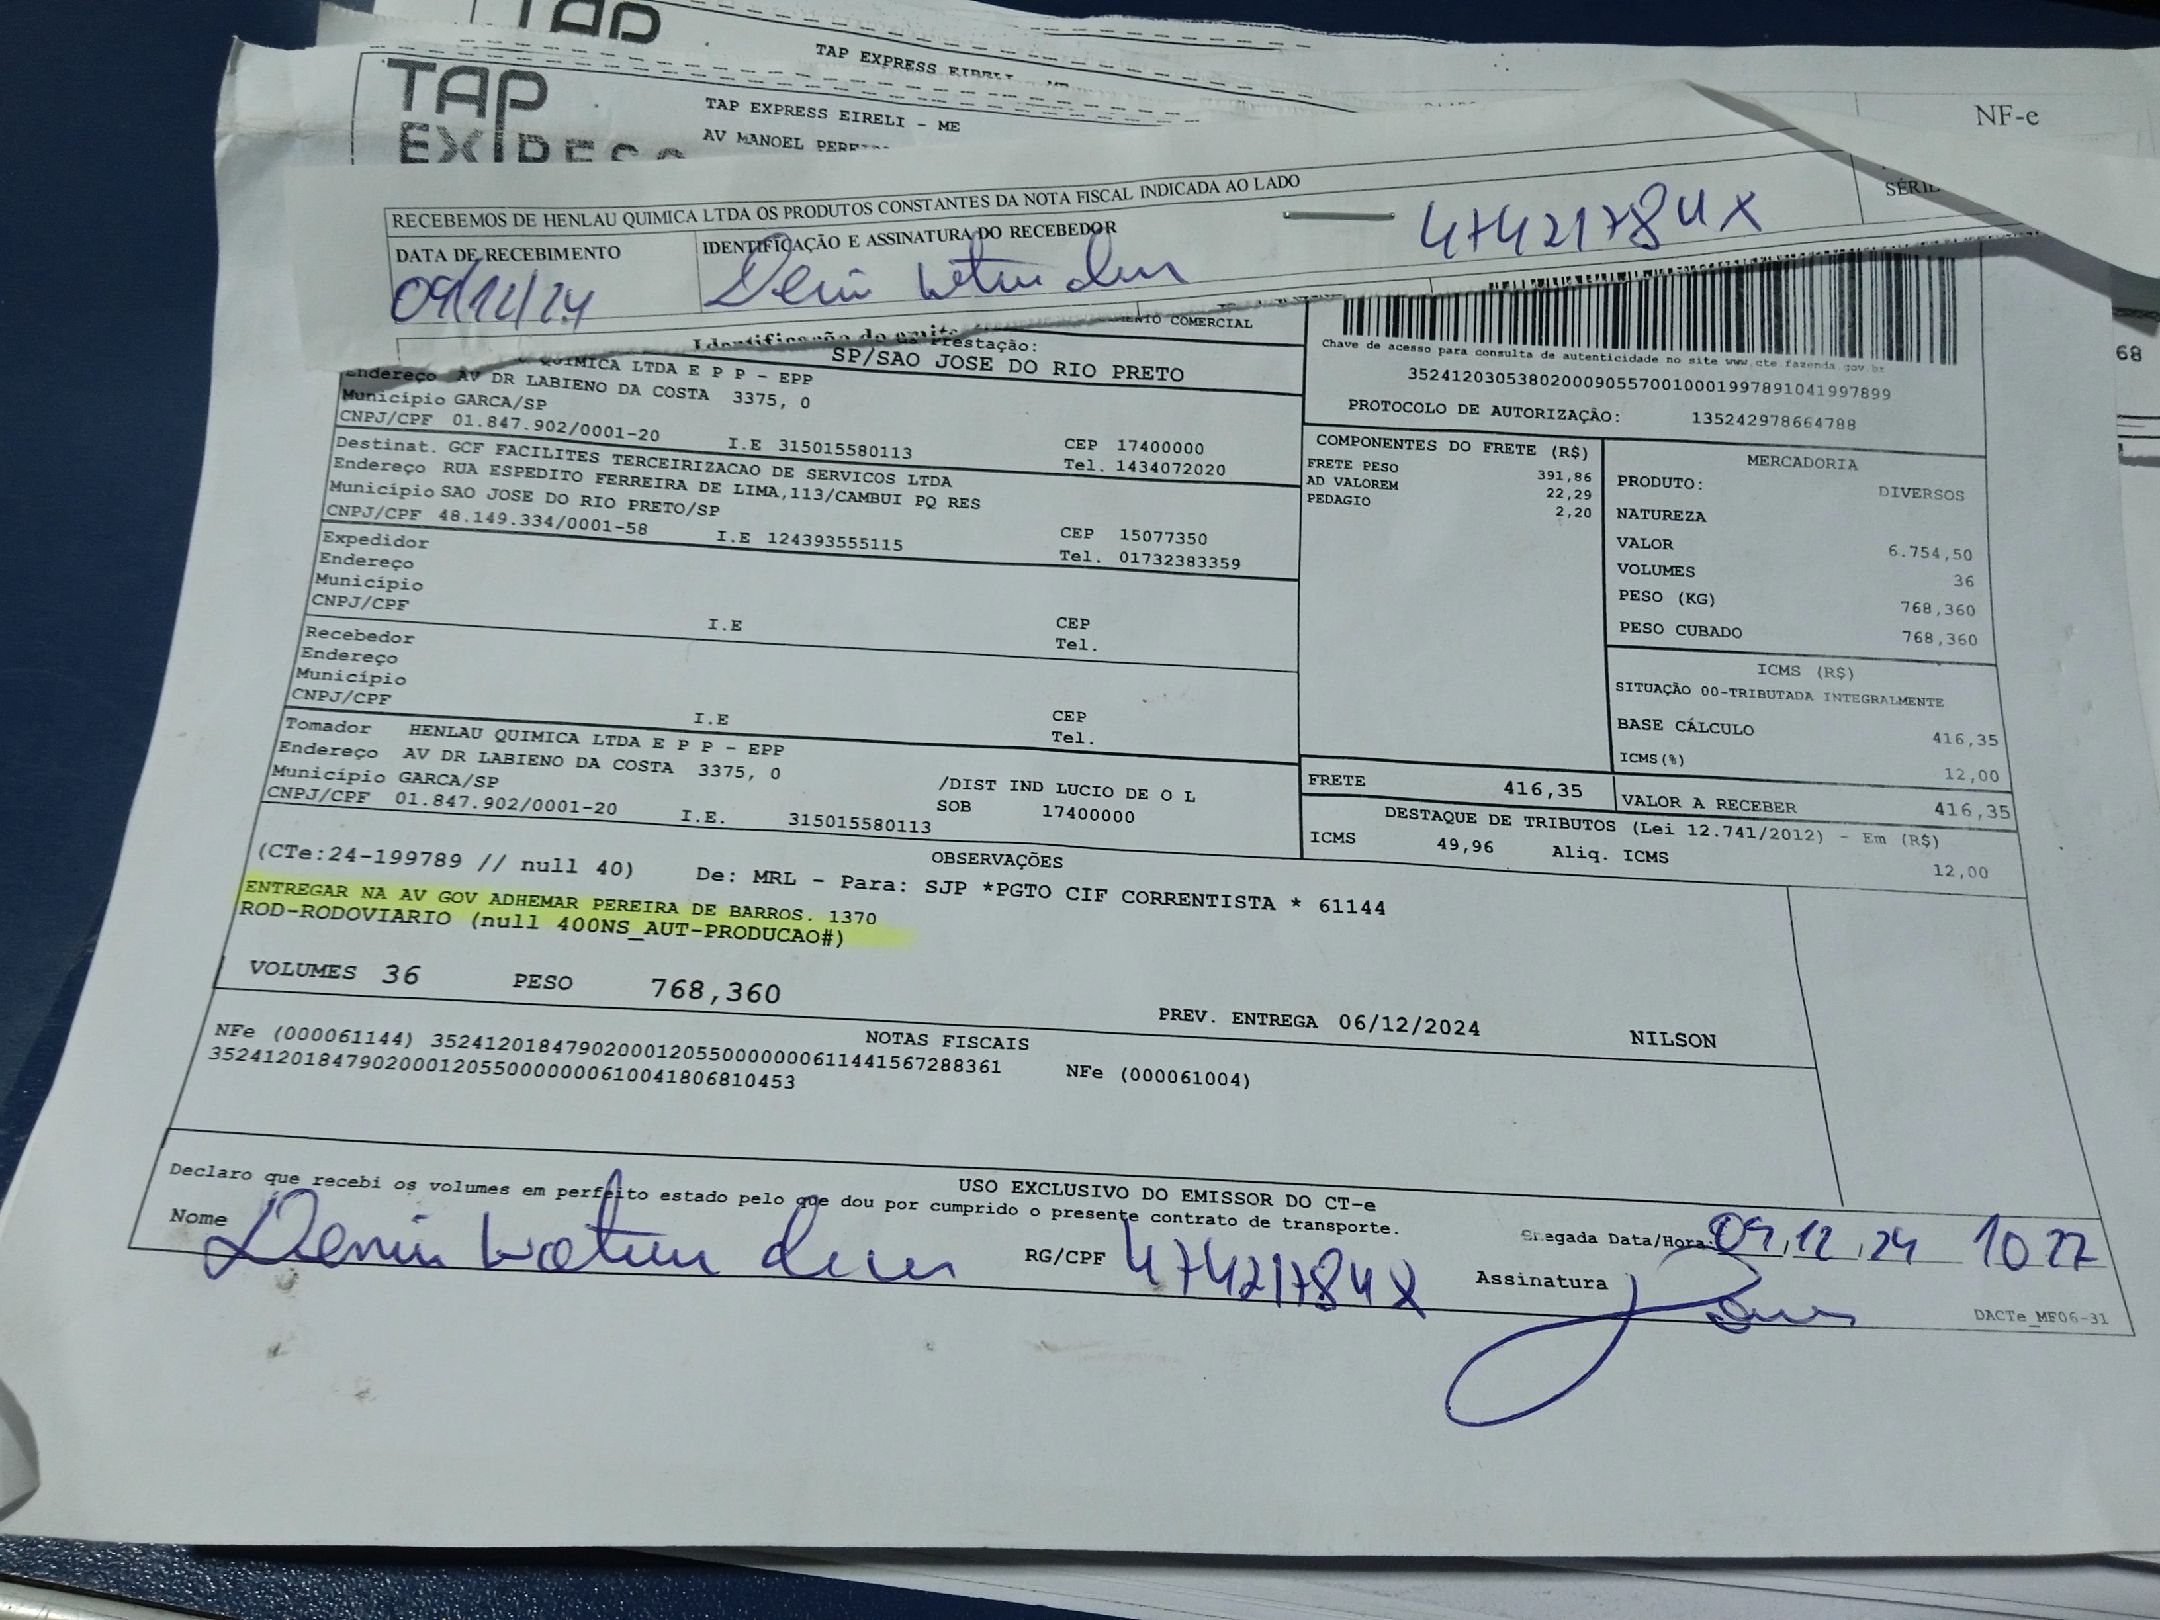 TAP
TAP EXPRESS EIRELI - ME
TAP
TAP EXPRESS EIRELI - ME
AV MANOEL
NF-e
RECEBEMOS DE HENLAU QUIMICA LTDA OS PRODUTOS CONSTANTES DA NOTA FISCAL INDICADA AO LADO
DATA DE RECEBIMENTO
IDENTIFICAÇÃO E ASSINATURA DO RECEBEDOR
09/12/24
47421784X
68
COMERCIAL
Prestação:
SP/SAO JOSE DO RIO PRETO
Chave de acesso para consulta de autenticidade no site www.cte.fazenda.gov.br
35241203053802000905570010001997891041997899
PROTOCOLO DE AUTORIZAÇÃO: 135242978664788
QUIMICA LTDA E P P - EPP
Endereço AV DR LABIENO DA COSTA 3375, 0
Município GARCA/SP
CNPJ/CPF 01.847.902/0001-20 I.E 315015580113
CEP 17400000
Tel. 1434072020
Destinat. GCF FACILITES TERCEIRIZACAO DE SERVICOS LTDA
Endereço RUA ESPEDITO FERREIRA DE LIMA,113/CAMBUI PQ RES
Município SAO JOSE DO RIO PRETO/SP
CNPJ/CPF 48.149.334/0001-58 I.E 124393555115
CEP 15077350
Tel. 01732383359
Expedidor
Endereço
Município
CNPJ/CPF
I.E
CEP
Tel.
Recebedor
Endereço
Município
CNPJ/CPF
I.E
CEP
Tel.
Tomador HENLAU QUIMICA LTDA E P P - EPP
Endereço AV DR LABIENO DA COSTA 3375, 0
Município GARCA/SP
/DIST IND LUCIO DE O L
CNPJ/CPF 01.847.902/0001-20 I.E. 315015580113
SOB 17400000
COMPONENTES DO FRETE (R$)
FRETE PESO 391,86
AD VALOREM 22,29
PEDAGIO 2,20
MERCADORIA
PRODUTO: DIVERSOS
NATUREZA
VALOR 6.754,50
VOLUMES 36
PESO (KG) 768,360
PESO CUBADO 768,360
ICMS (R$)
SITUAÇÃO 00-TRIBUTADA INTEGRALMENTE
BASE CÁLCULO 416,35
ICMS(%) 12,00
FRETE 416,35
VALOR A RECEBER 416,35
DESTAQUE DE TRIBUTOS (Lei 12.741/2012) - Em (R$)
ICMS 49,96 Aliq. ICMS 12,00
OBSERVAÇÕES
(CTe:24-199789 // null 40) De: MRL - Para: SJP *PGTO CIF CORRENTISTA * 61144
ENTREGAR NA AV GOV ADHEMAR PEREIRA DE BARROS. 1370
ROD-RODOVIARIO (null 400NS_AUT-PRODUCAO#)
VOLUMES 36 PESO 768,360
PREV. ENTREGA 06/12/2024 NILSON
NOTAS FISCAIS
NFe (000061144) 35241201847902000120550000000611441567288361 NFe (000061004)
35241201847902000120550000000610041806810453
USO EXCLUSIVO DO EMISSOR DO CT-e
Declaro que recebi os volumes em perfeito estado pelo que dou por cumprido o presente contrato de transporte.
Nome
RG/CPF 47421784X
Chegada Data/Hora: 09,12,24 10 27
Assinatura
DACTe_MF06-31